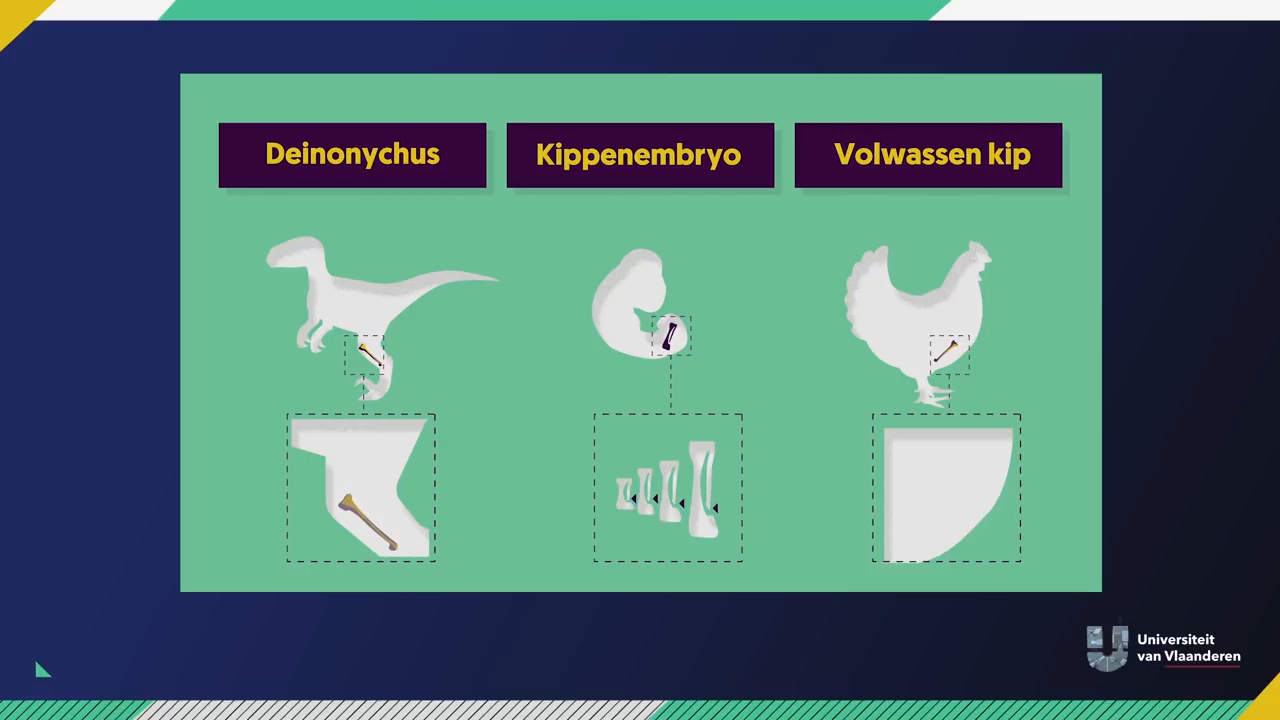 Deinonychus
Kippenembryo
Volwassen kip
Universiteit
van Vlaanderen